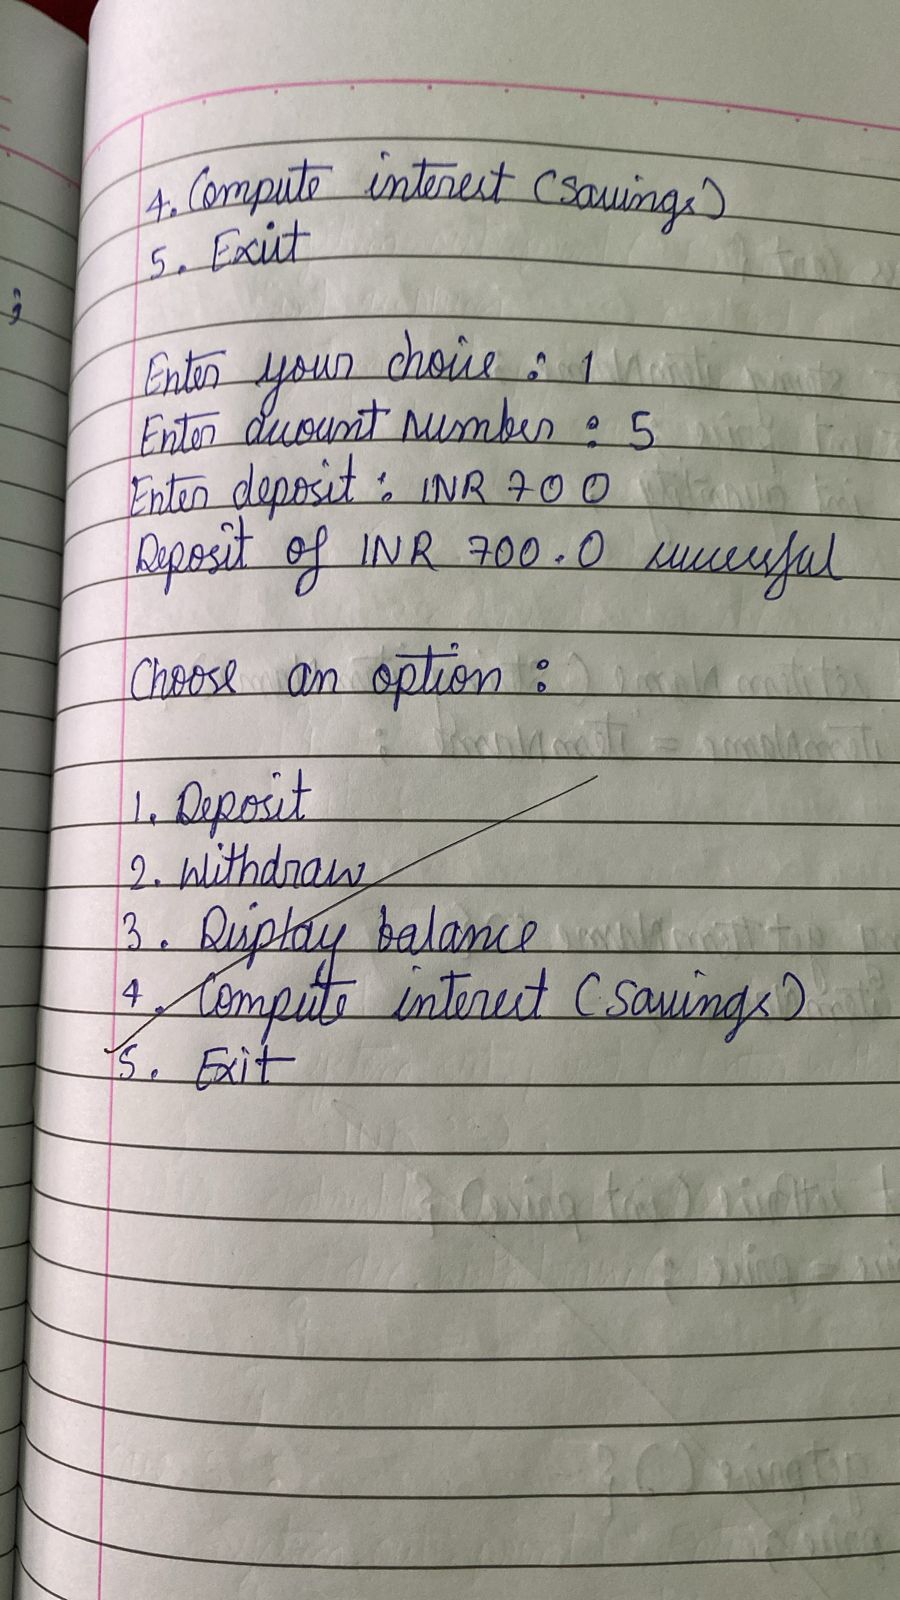 4. Compute interest (Savings)
5. Exit
;
Enter your choice : 1
Enter account number : 5
Enter deposit : INR 700
Deposit of INR 700.0 successful
Choose an option :
1. Deposit
2. Withdraw
3. Display balance
4. Compute interest (Savings)
5. Exit